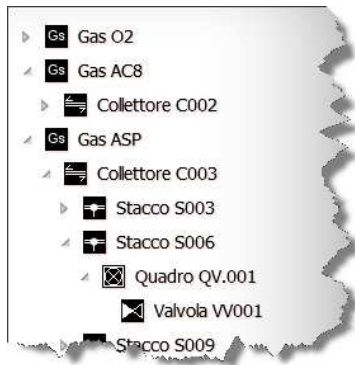 Gs Gas O2
Gs Gas AC8
Collettore C002
Gs Gas ASP
Collettore C003
Stacco S003
Stacco S006
Quadro QV.001
Valvola VV001
Stacco S009